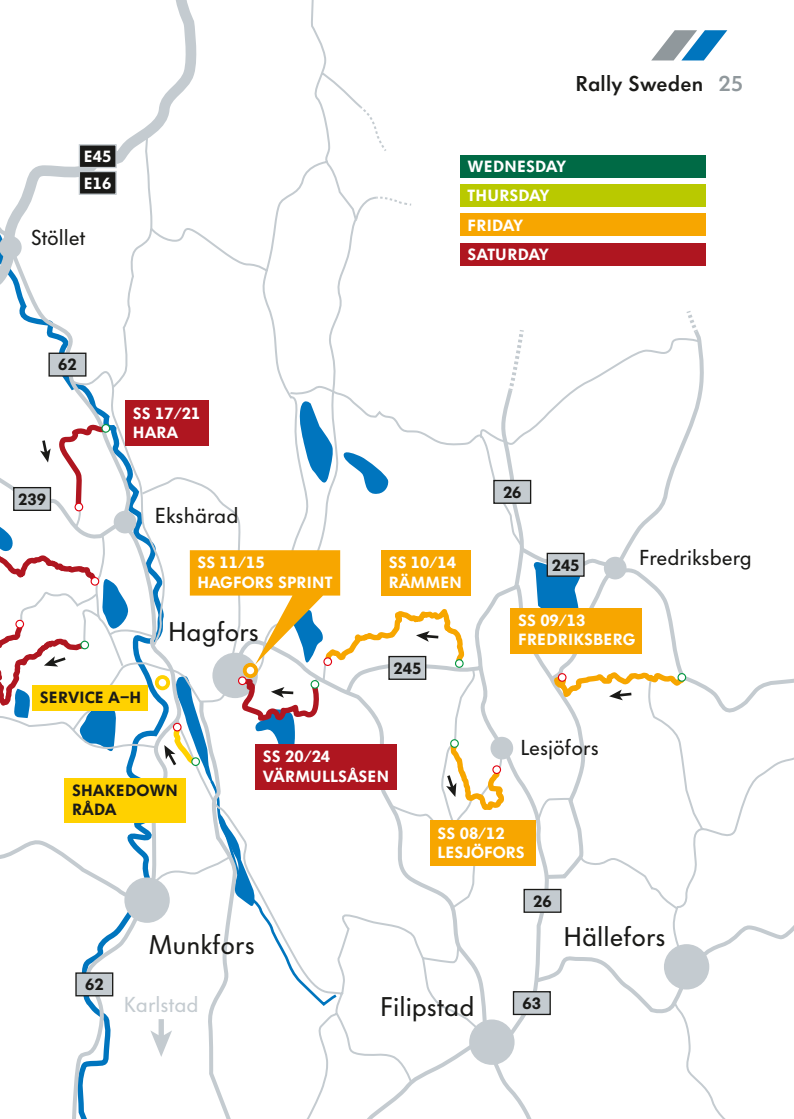 Rally Sweden 25
E45
E16
WEDNESDAY
THURSDAY
FRIDAY
SATURDAY
Stöllet
62
SS 17/21
HARA
239
Ekshärad
26
SS 11/15
HAGFORS SPRINT
SS 10/14
RÄMMEN
245
Fredriksberg
SS 09/13
FREDRIKSBERG
Hagfors
245
SERVICE A–H
SS 20/24
VÄRMULLSÅSEN
Lesjöfors
SHAKEDOWN
RÅDA
SS 08/12
LESJÖFORS
26
Munkfors
Hällefors
62
Karlstad
Filipstad
63